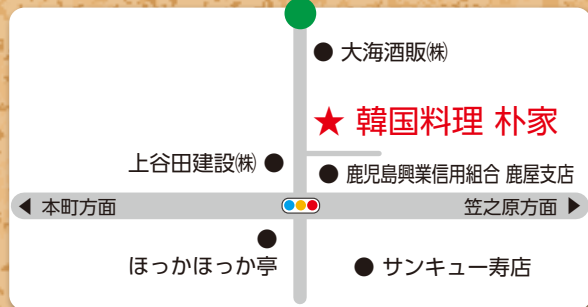 大海酒販㈱
韓国料理 朴家
上谷田建設㈱
鹿児島興業信用組合 鹿屋支店
本町方面
笠之原方面
ほっかほっか亭
サンキュー寿店